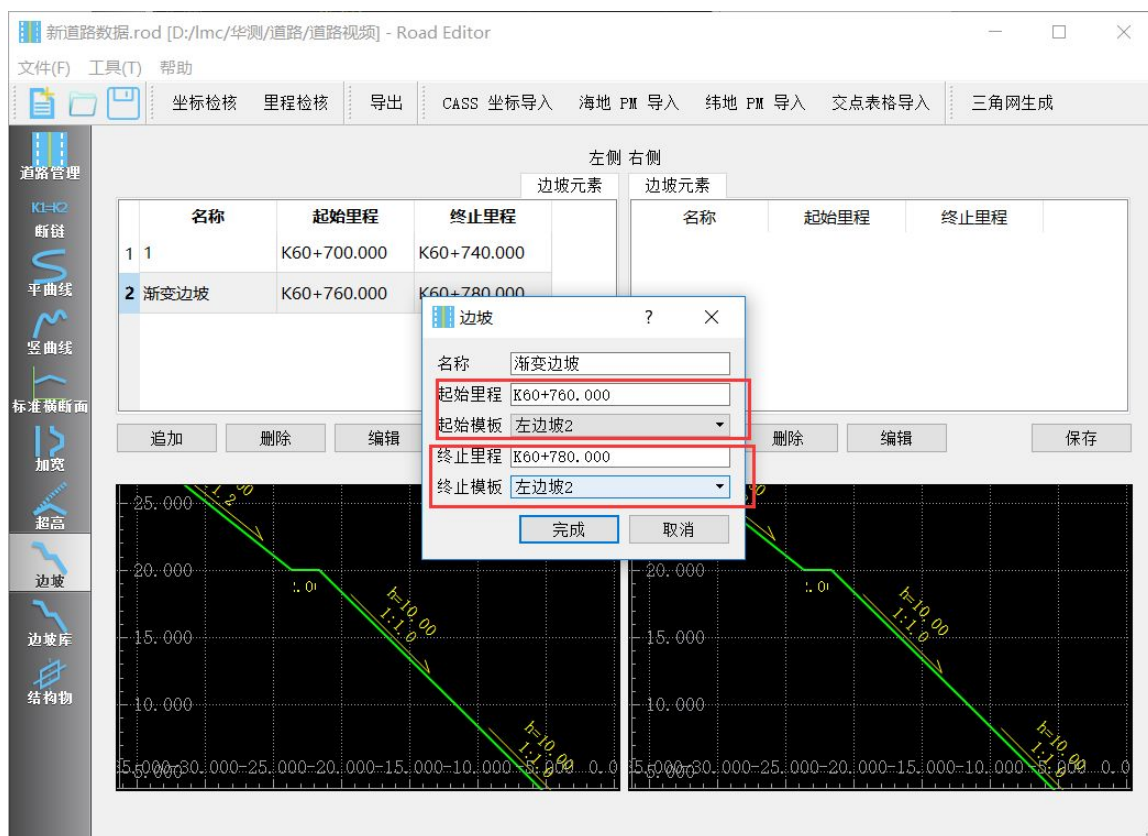 新道路数据.rod [D:/lmc/华测/道路/道路视频] - Road Editor
文件(F) 工具(T) 帮助
坐标检核 里程检核 导出 CASS 坐标导入 海地 PM 导入 纬地 PM 导入 交点表格导入 三角网生成
道路管理
K1=K2
断链
平曲线
竖曲线
标准横断面
加宽
超高
边坡
边坡库
结构物
左侧 右侧
边坡元素 边坡元素
名称 起始里程 终止里程 名称 起始里程 终止里程
1 1 K60+700.000 K60+740.000
2 渐变边坡 K60+760.000 K60+780.000
边坡 ?
名称 渐变边坡
起始里程 K60+760.000
起始模板 左边坡2
终止里程 K60+780.000
终止模板 左边坡2
完成 取消
追加 删除 编辑 删除 编辑 保存
25.000
20.000
15.000
10.000
h=10.00
1:1.0
h=10.00
1:1.0
30.000 -25.000 -20.000 -15.000 -10.000 -5.000 0.0
20.000
15.000
10.000
h=10.00
1:1.0
h=10.00
1:1.0
30.000 -25.000 -20.000 -15.000 -10.000 -5.000 0.0